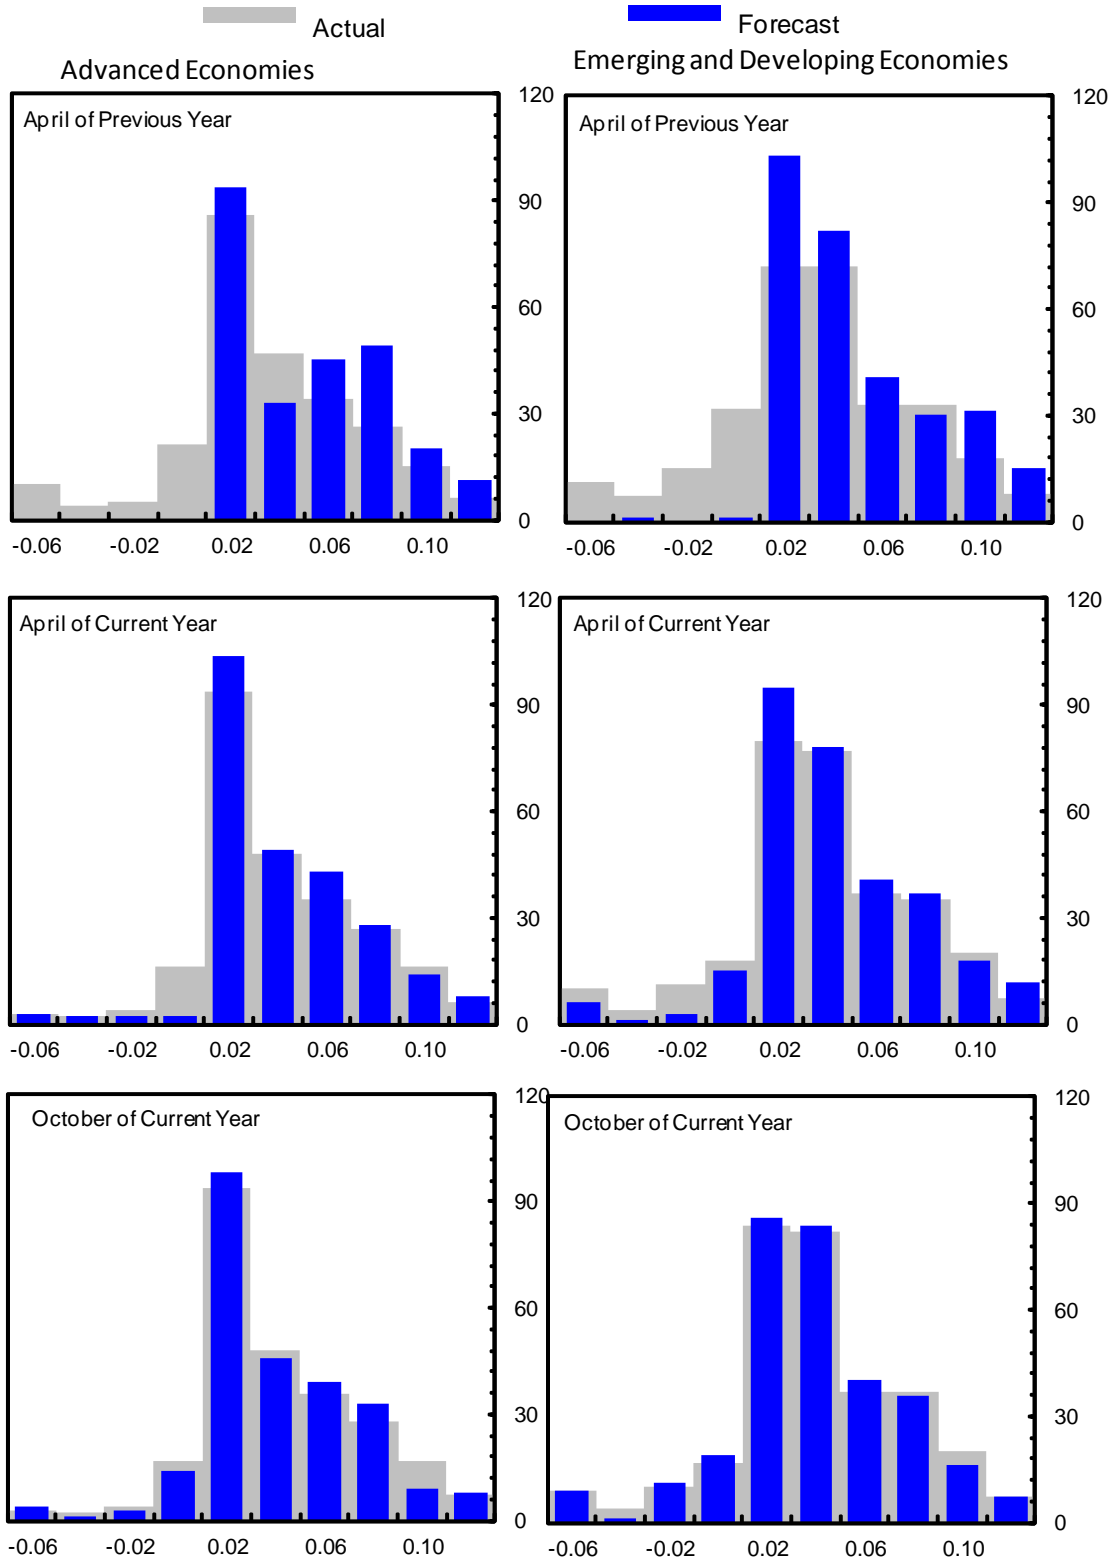 Actual
Forecast
Advanced Economies
Emerging and Developing Economies
April of Previous Year
120
90
60
30
0
-0.06 -0.02 0.02 0.06 0.10
April of Previous Year
120
90
60
30
0
-0.06 -0.02 0.02 0.06 0.10
April of Current Year
120
90
60
30
0
-0.06 -0.02 0.02 0.06 0.10
April of Current Year
120
90
60
30
0
-0.06 -0.02 0.02 0.06 0.10
October of Current Year
120
90
60
30
0
-0.06 -0.02 0.02 0.06 0.10
October of Current Year
120
90
60
30
0
-0.06 -0.02 0.02 0.06 0.10